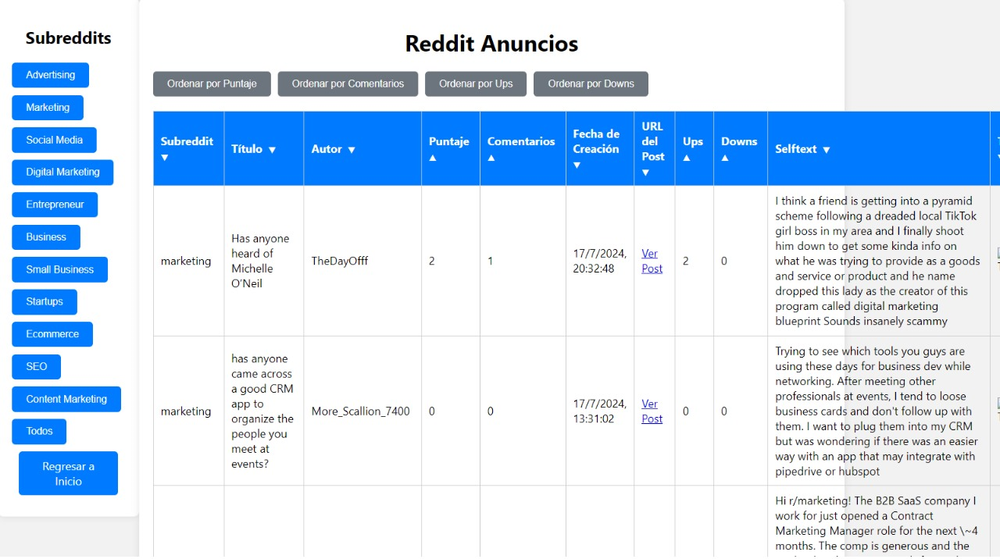 Subreddits
Advertising
Marketing
Social Media
Digital Marketing
Entrepreneur
Business
Small Business
Startups
Ecommerce
SEO
Content Marketing
Todos
Regresar a
Inicio
Reddit Anuncios
Ordenar por Puntaje
Ordenar por Comentarios
Ordenar por Ups
Ordenar por Downs
Subreddit
▼
Título ▼
Autor ▼
Puntaje
▲
Comentarios
▲
Fecha de
Creación
▼
URL
del
Post
▼
Ups
▲
Downs
▲
Selftext ▼
marketing
Has anyone
heard of
Michelle
O’Neil
TheDayOfff
2
1
17/7/2024,
20:32:48
Ver
Post
2
0
I think a friend is getting into a pyramid
scheme following a dreaded local TikTok
girl boss in my area and I finally shoot
him down to get some kinda info on
what he was trying to provide as a goods
and service or product and he name
dropped this lady as the creator of this
program called digital marketing
blueprint Sounds insanely scammy
marketing
has anyone
came across
a good CRM
app to
organize the
people you
meet at
events?
More_Scallion_7400
0
0
17/7/2024,
13:31:02
Ver
Post
0
0
Trying to see which tools you guys are
using these days for business dev while
networking. After meeting other
professionals at events, I tend to loose
business cards and don't follow up with
them. I want to plug them into my CRM
but was wondering if there was an easier
way with an app that may integrate with
pipedrive or hubspot
Hi r/marketing! The B2B SaaS company I
work for just opened a Contract
Marketing Manager role for the next \~4
months. The comp is generous and the